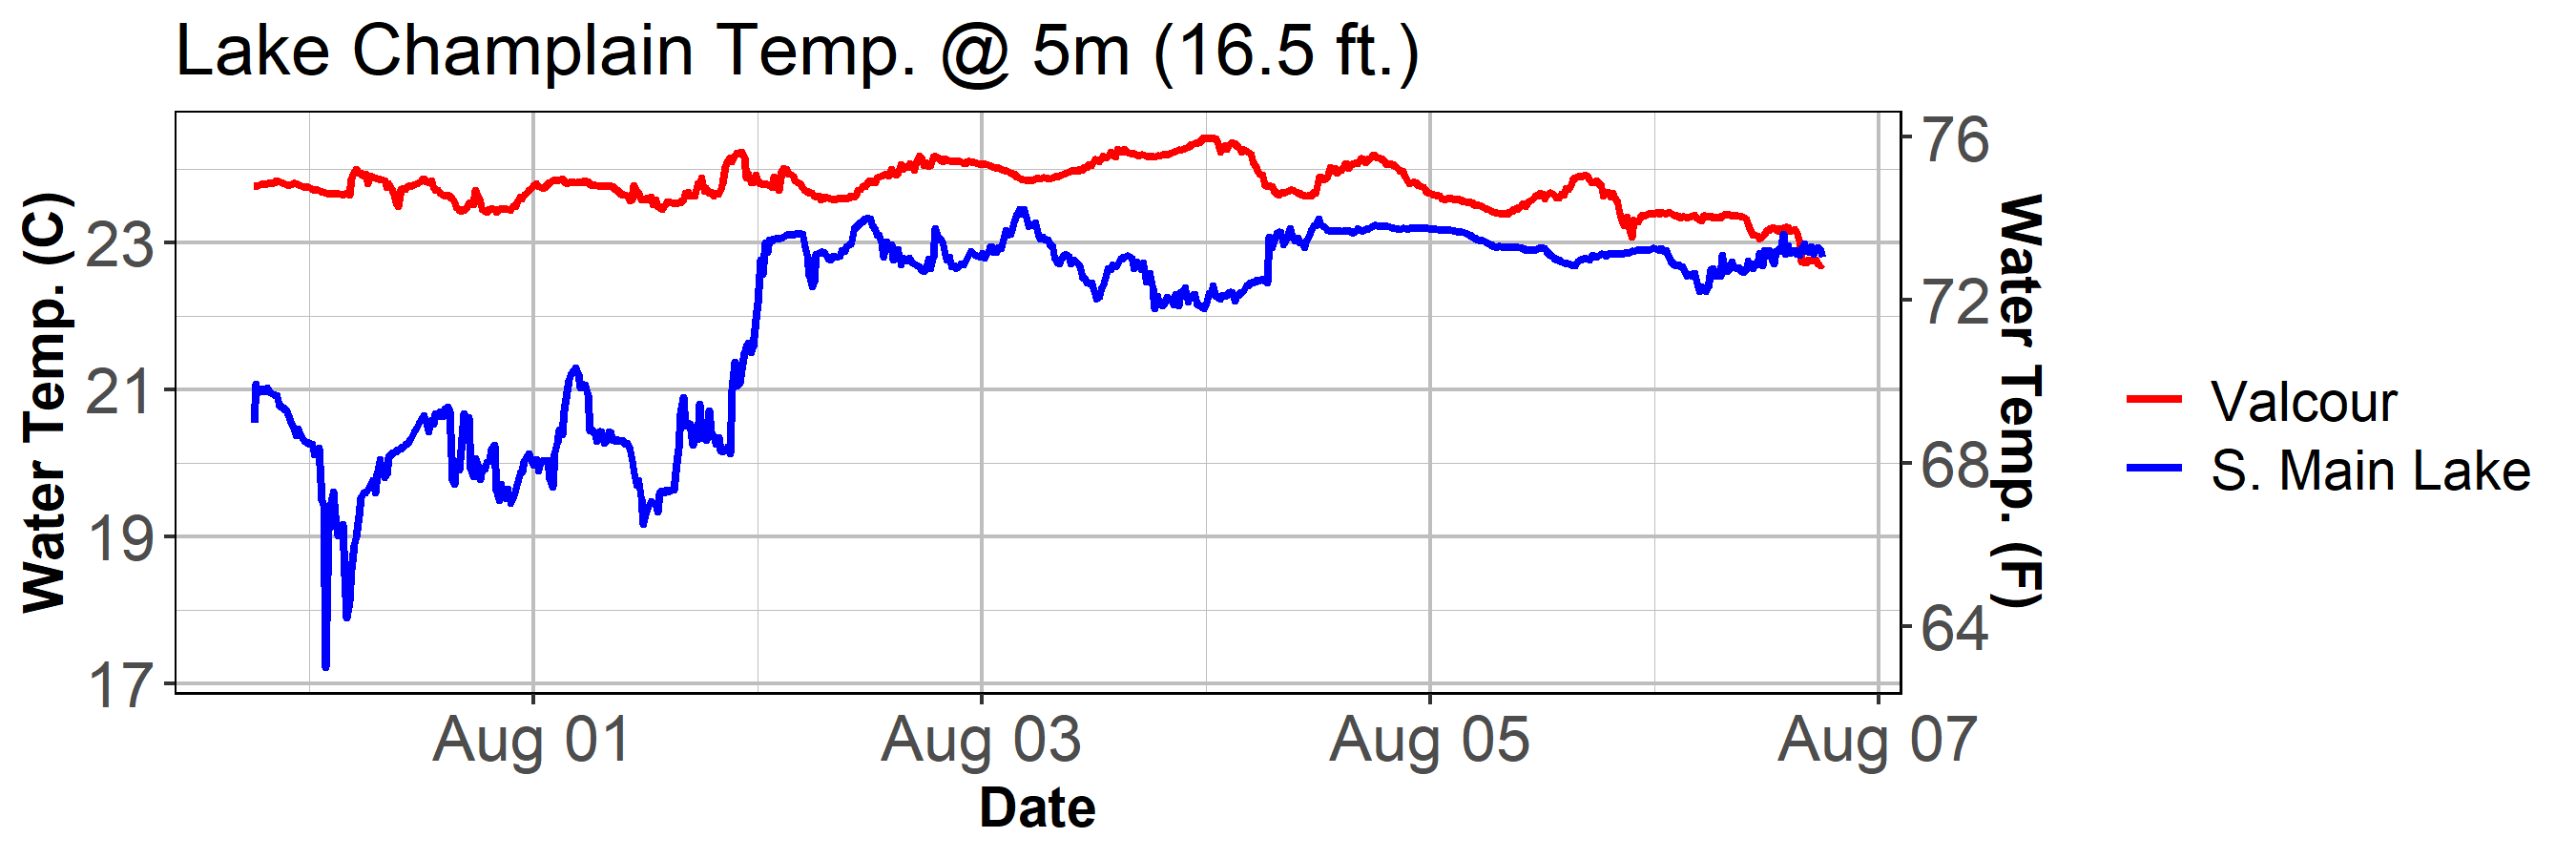 Lake Champlain Temp. @ 5m (16.5 ft.)
Water Temp. (C)
23
21
19
17
76
72
68
64
Water Temp. (F)
Aug 01 Aug 03 Aug 05 Aug 07
Date
Valcour
S. Main Lake